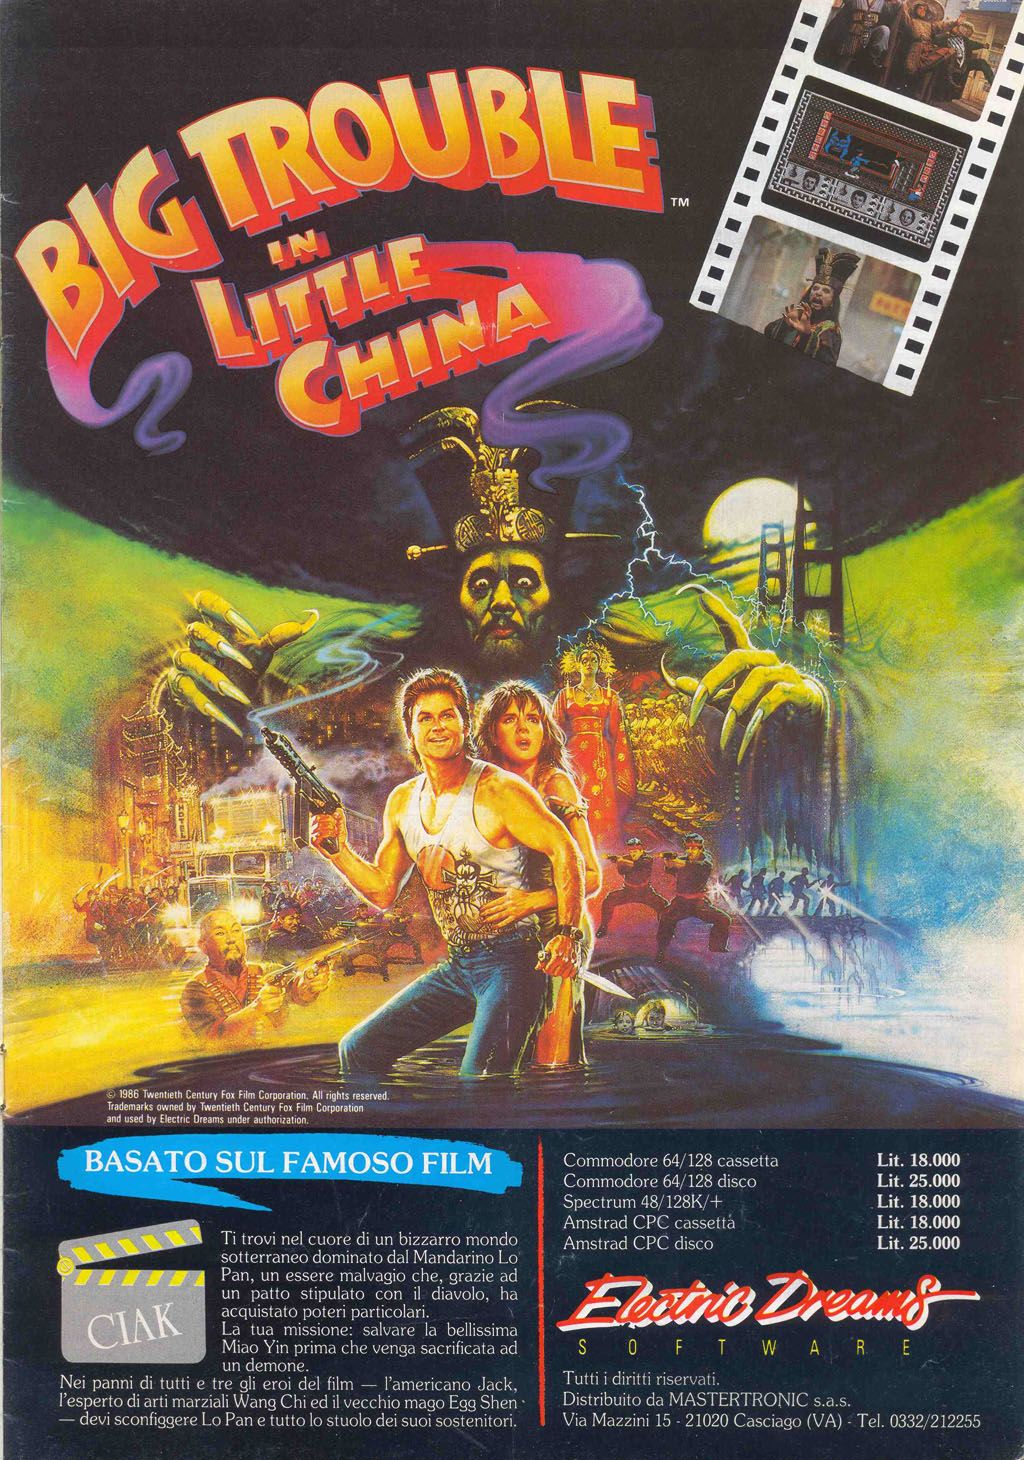 BIG TROUBLE
IN
LITTLE
CHINA
TM
© 1986 Twentieth Century Fox Film Corporation. All rights reserved.
Trademarks owned by Twentieth Century Fox Film Corporation
and used by Electric Dreams under authorization.
BASATO SUL FAMOSO FILM
CIAK
Ti trovi nel cuore di un bizzarro mondo
sotterraneo dominato dal Mandarino Lo
Pan, un essere malvagio che, grazie ad
un patto stipulato con il diavolo, ha
acquistato poteri particolari.
La tua missione: salvare la bellissima
Miao Yin prima che venga sacrificata ad
un demone.
Nei panni di tutti e tre gli eroi del film — l'americano Jack,
l'esperto di arti marziali Wang Chi ed il vecchio mago Egg Shen
— devi sconfiggere Lo Pan e tutto lo stuolo dei suoi sostenitori.
Commodore 64/128 cassetta Lit. 18.000
Commodore 64/128 disco Lit. 25.000
Spectrum 48/128K/+ Lit. 18.000
Amstrad CPC cassetta Lit. 18.000
Amstrad CPC disco Lit. 25.000
Electric Dreams
SOFTWARE
Tutti i diritti riservati.
Distribuito da MASTERTRONIC s.a.s.
Via Mazzini 15 - 21020 Casciago (VA) - Tel. 0332/212255